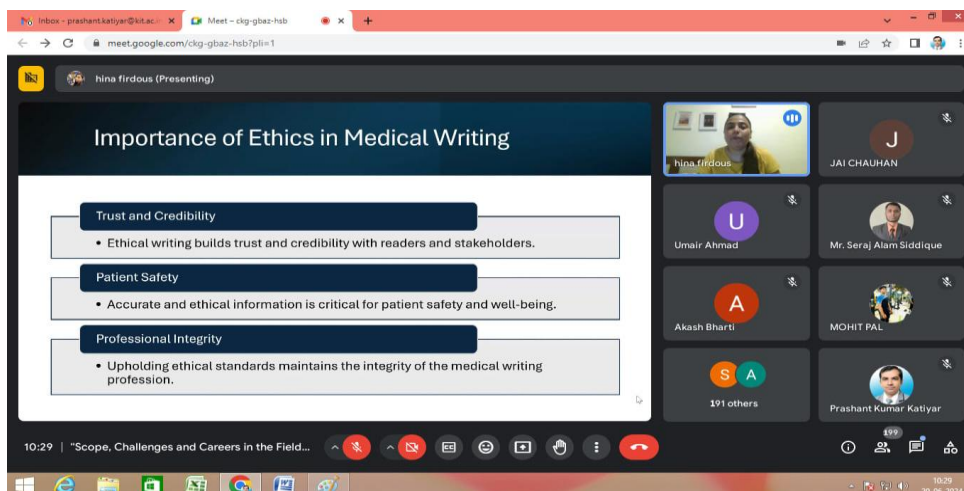 Inbox - prashant.katiyar@kit.ac.in
Meet – ckg-gbaz-hsb
meet.google.com/ckg-gbaz-hsb?pli=1
hina firdous (Presenting)
Importance of Ethics in Medical Writing
Trust and Credibility
• Ethical writing builds trust and credibility with readers and stakeholders.
Patient Safety
• Accurate and ethical information is critical for patient safety and well-being.
Professional Integrity
• Upholding ethical standards maintains the integrity of the medical writing
profession.
hina firdous
J
JAI CHAUHAN
U
Umair Ahmad
Mr. Seraj Alam Siddique
A
Akash Bharti
MOHIT PAL
S A
191 others
Prashant Kumar Katiyar
10:29 | "Scope, Challenges and Careers in the Field...
CC
199
10:29